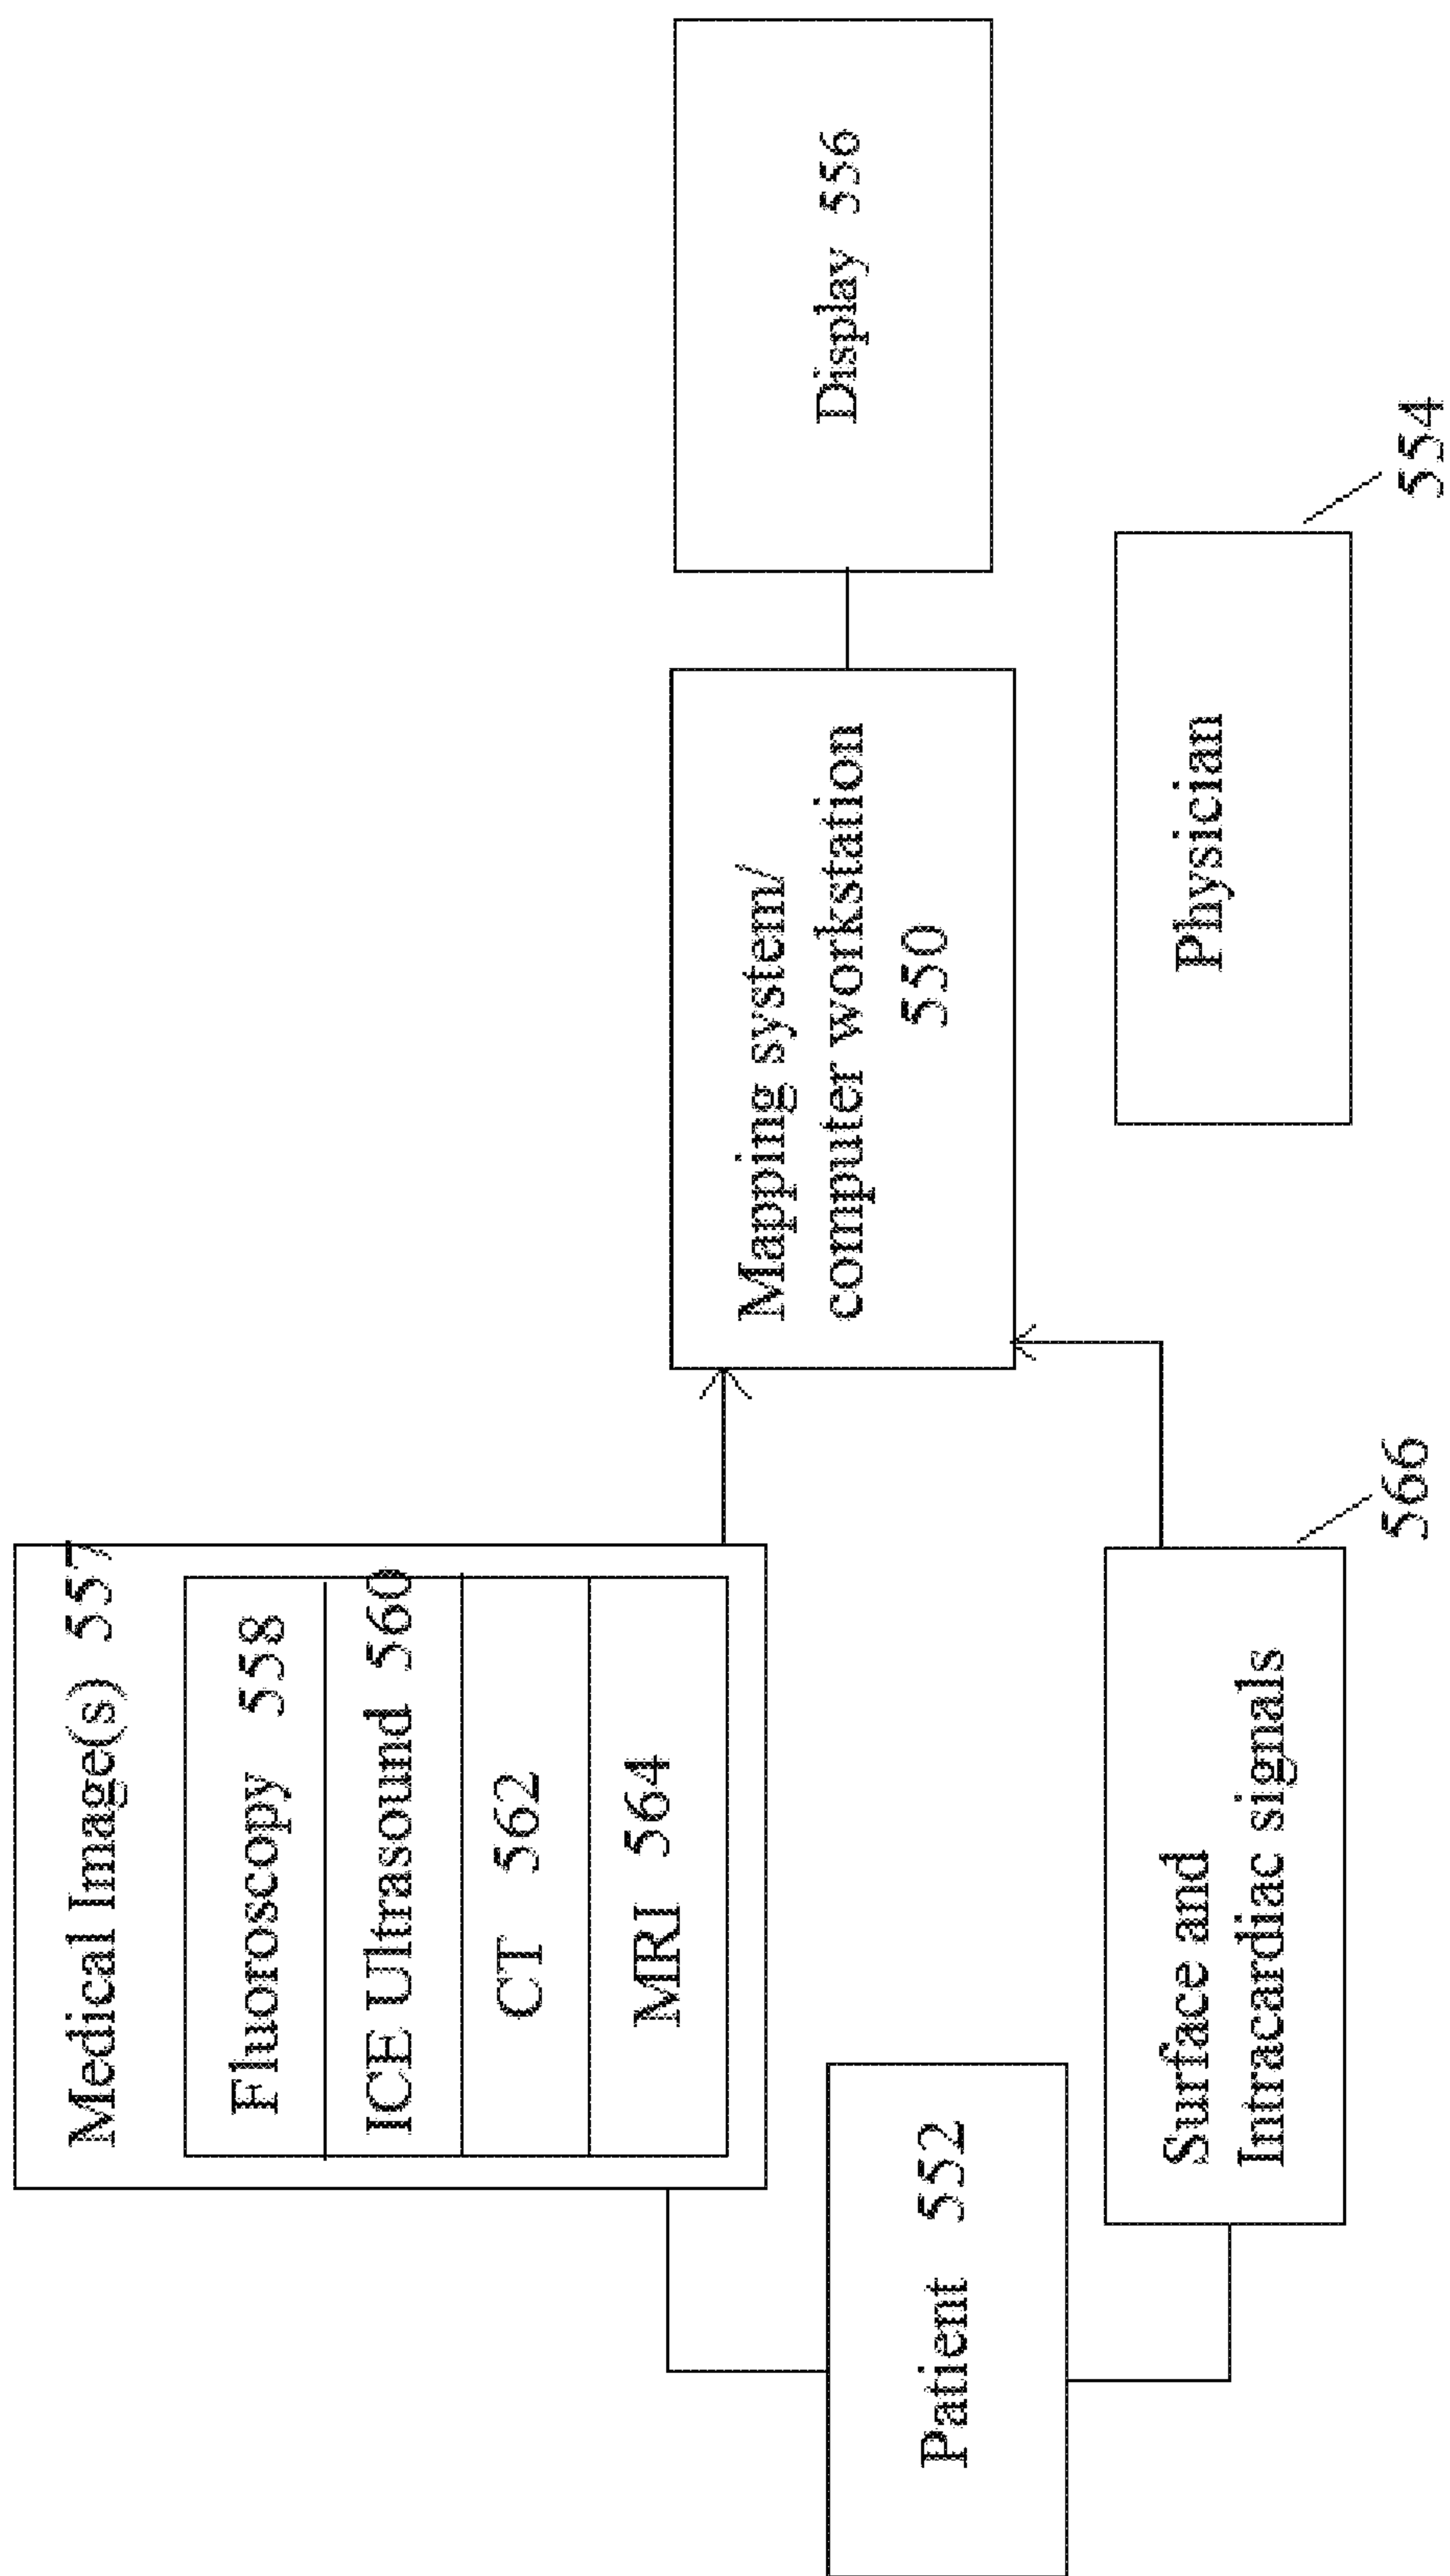 Medical Image(s) 557
Fluoroscopy 558
ICE Ultrasound 560
CT 562
MRI 564
Patient 552
Surface and
Intracardiac signals
566
Mapping system/
computer workstation
550
Display 556
Physician
554